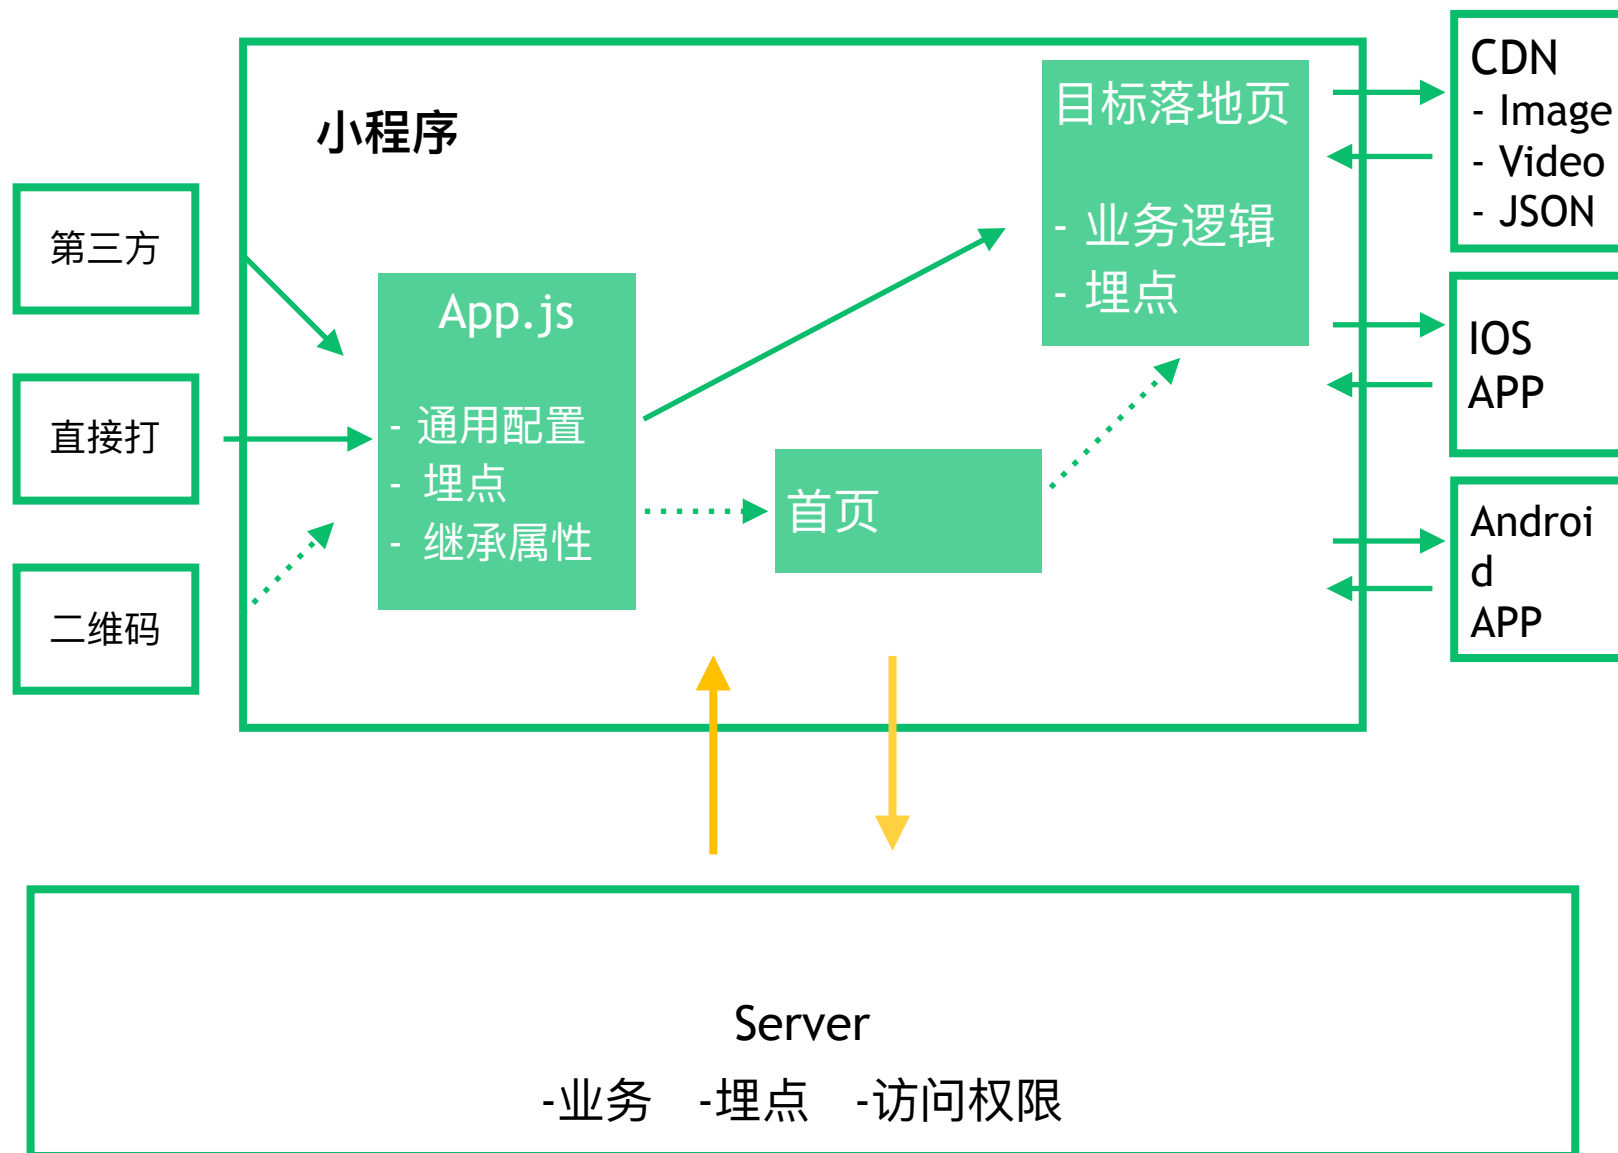 小程序
第三方
直接打
二维码
App.js
- 通用配置
- 埋点
- 继承属性
首页
目标落地页
- 业务逻辑
- 埋点
CDN
- Image
- Video
- JSON
IOS
APP
Androi
d
APP
Server
-业务 -埋点 -访问权限